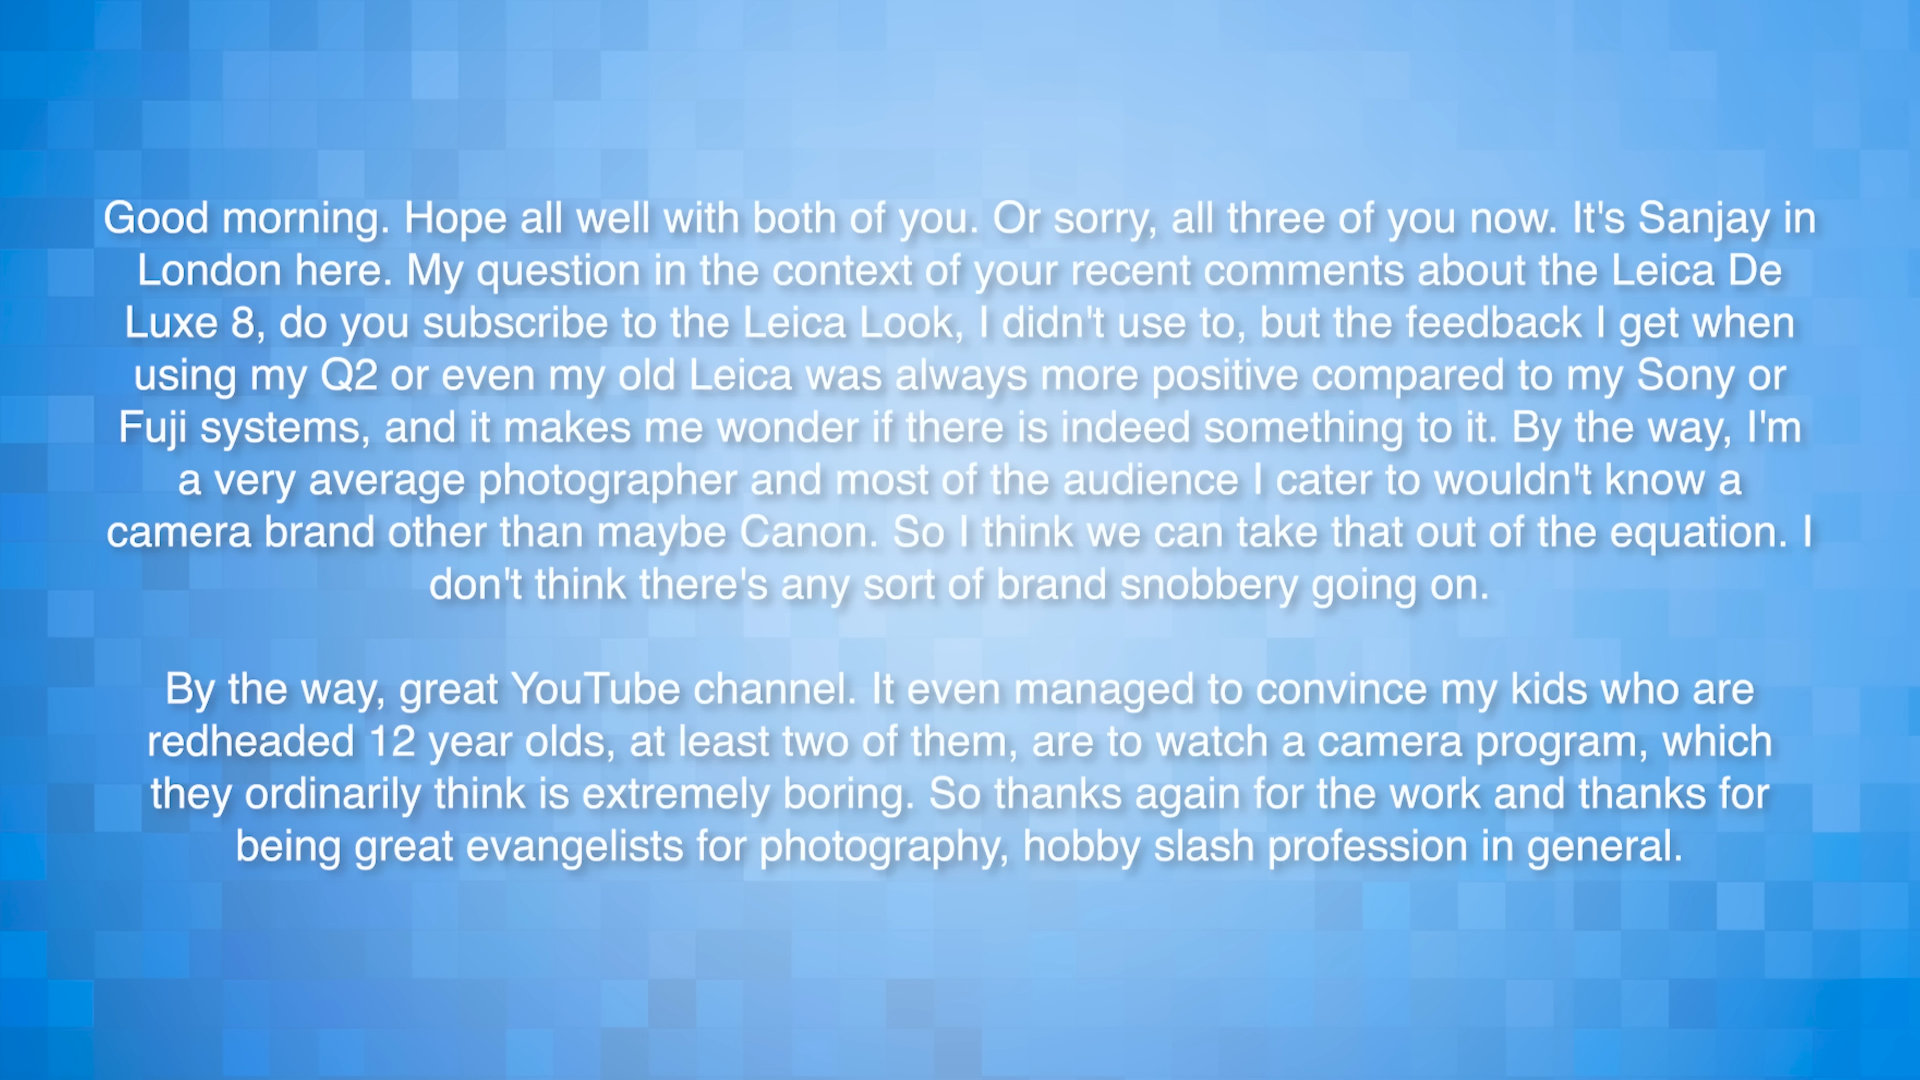 Good morning. Hope all well with both of you. Or sorry, all three of you now. It's Sanjay in
London here. My question in the context of your recent comments about the Leica De
Luxe 8, do you subscribe to the Leica Look, I didn't use to, but the feedback I get when
using my Q2 or even my old Leica was always more positive compared to my Sony or
Fuji systems, and it makes me wonder if there is indeed something to it. By the way, I'm
a very average photographer and most of the audience I cater to wouldn't know a
camera brand other than maybe Canon. So I think we can take that out of the equation. I
don't think there's any sort of brand snobbery going on.
By the way, great YouTube channel. It even managed to convince my kids who are
redheaded 12 year olds, at least two of them, are to watch a camera program, which
they ordinarily think is extremely boring. So thanks again for the work and thanks for
being great evangelists for photography, hobby slash profession in general.